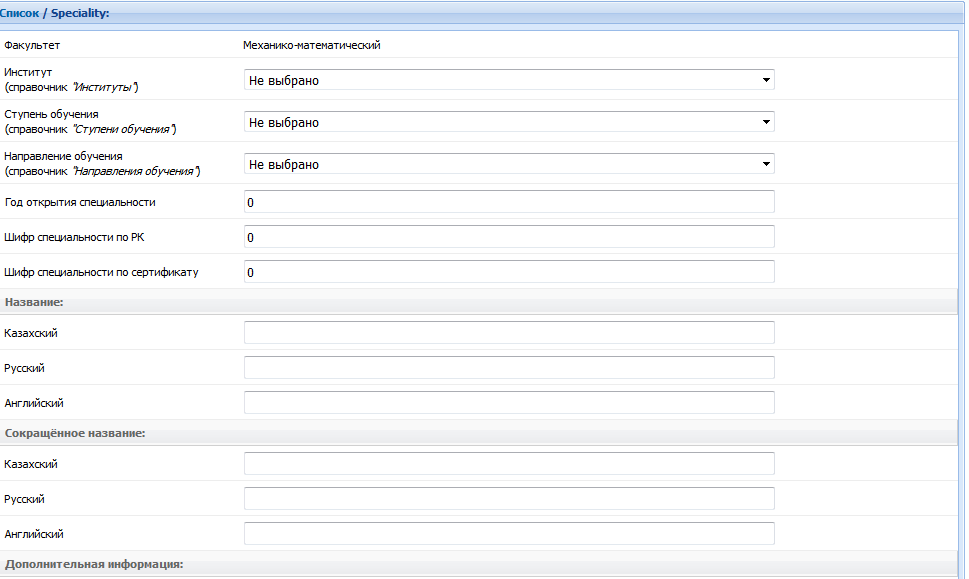 Список / Speciality:
Факультет Механико-математический
Институт
(справочник "Институты") Не выбрано
Ступень обучения
(справочник "Ступени обучения") Не выбрано
Направление обучения
(справочник "Направления обучения") Не выбрано
Год открытия специальности 0
Шифр специальности по РК 0
Шифр специальности по сертификату 0
Название:
Казахский
Русский
Английский
Сокращённое название:
Казахский
Русский
Английский
Дополнительная информация: